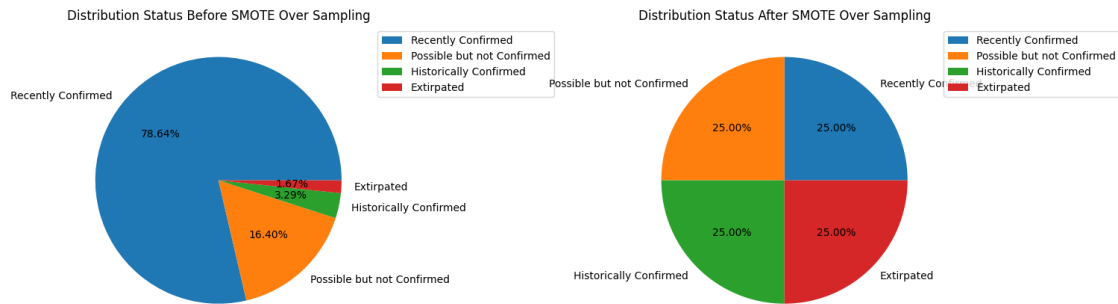 Distribution Status Before SMOTE Over Sampling
Recently Confirmed
Possible but not Confirmed
Historically Confirmed
Extirpated
Recently Confirmed
78.64%
1.67%
Extirpated
3.29%
Historically Confirmed
16.40%
Possible but not Confirmed
Distribution Status After SMOTE Over Sampling
Recently Confirmed
Possible but not Confirmed
Historically Confirmed
Extirpated
Possible but not Confirmed
Recently Confirmed
25.00%
25.00%
25.00%
25.00%
Historically Confirmed
Extirpated